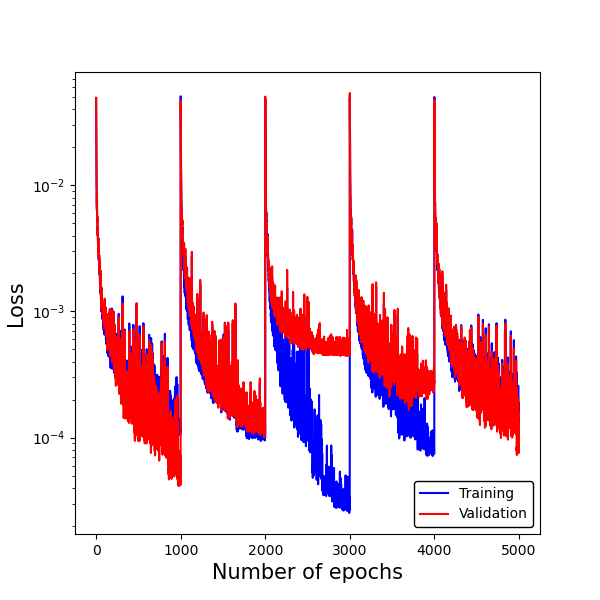 Loss
10⁻²
10⁻³
10⁻⁴
0 1000 2000 3000 4000 5000
Number of epochs
Training
Validation